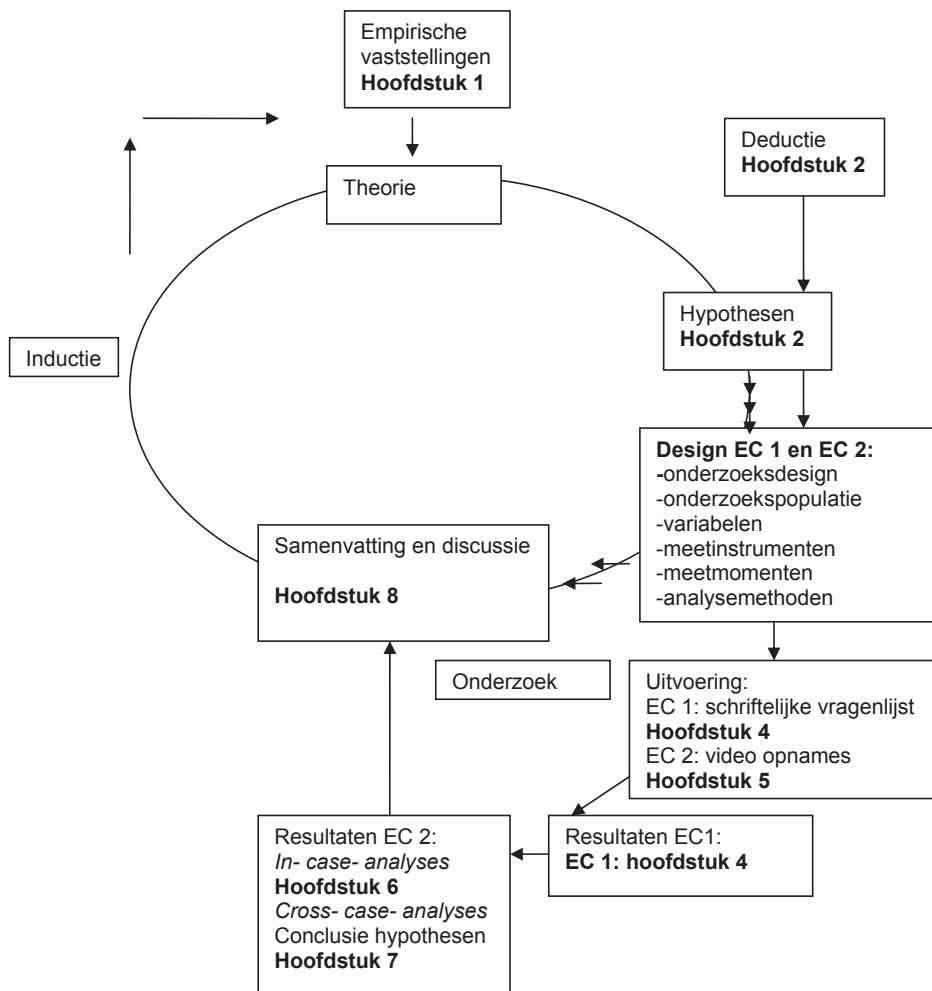 Empirische
vaststellingen
Hoofdstuk 1
Deductie
Hoofdstuk 2
Theorie
Hypothesen
Hoofdstuk 2
Inductie
Design EC 1 en EC 2:
-onderzoeksdesign
-onderzoekspopulatie
-variabelen
-meetinstrumenten
-meetmomenten
-analysemethoden
Samenvatting en discussie
Hoofdstuk 8
Onderzoek
Uitvoering:
EC 1: schriftelijke vragenlijst
Hoofdstuk 4
EC 2: video opnames
Hoofdstuk 5
Resultaten EC 2:
In- case- analyses
Hoofdstuk 6
Cross- case- analyses
Conclusie hypothesen
Hoofdstuk 7
Resultaten EC1:
EC 1: hoofdstuk 4